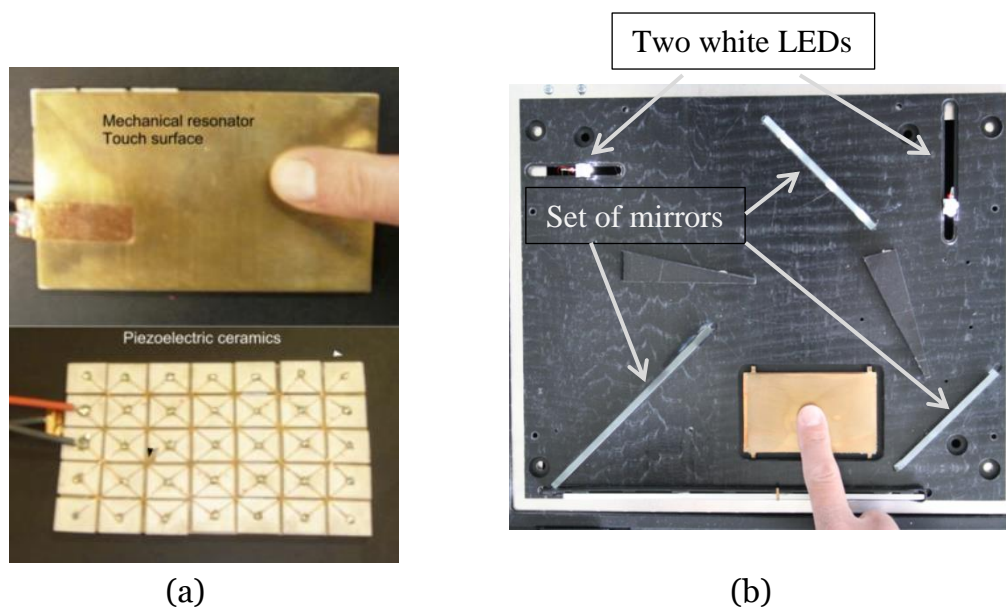 Two white LEDs
Mechanical resonator
Touch surface
Set of mirrors
Piezoelectric ceramics
(a)
(b)